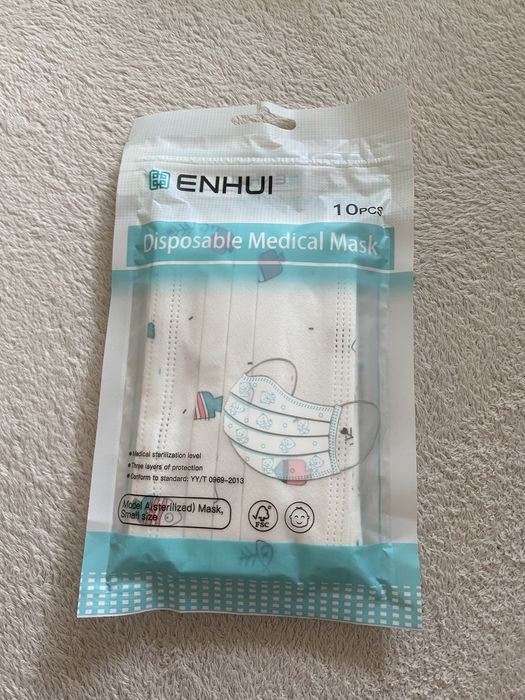 ENHUI
10PCS
Disposable Medical Mask
•Medical sterilization level
•Three layers of protection
•Conform to standard: YY/T 0969-2013
Model A(sterilized) Mask,
Small size
FSC